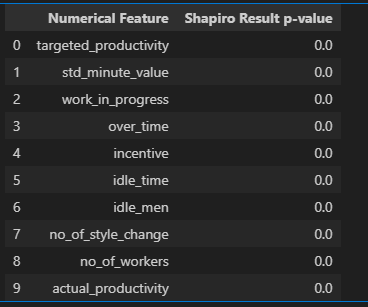 Numerical Feature Shapiro Result p-value
0 targeted_productivity 0.0
1 std_minute_value 0.0
2 work_in_progress 0.0
3 over_time 0.0
4 incentive 0.0
5 idle_time 0.0
6 idle_men 0.0
7 no_of_style_change 0.0
8 no_of_workers 0.0
9 actual_productivity 0.0